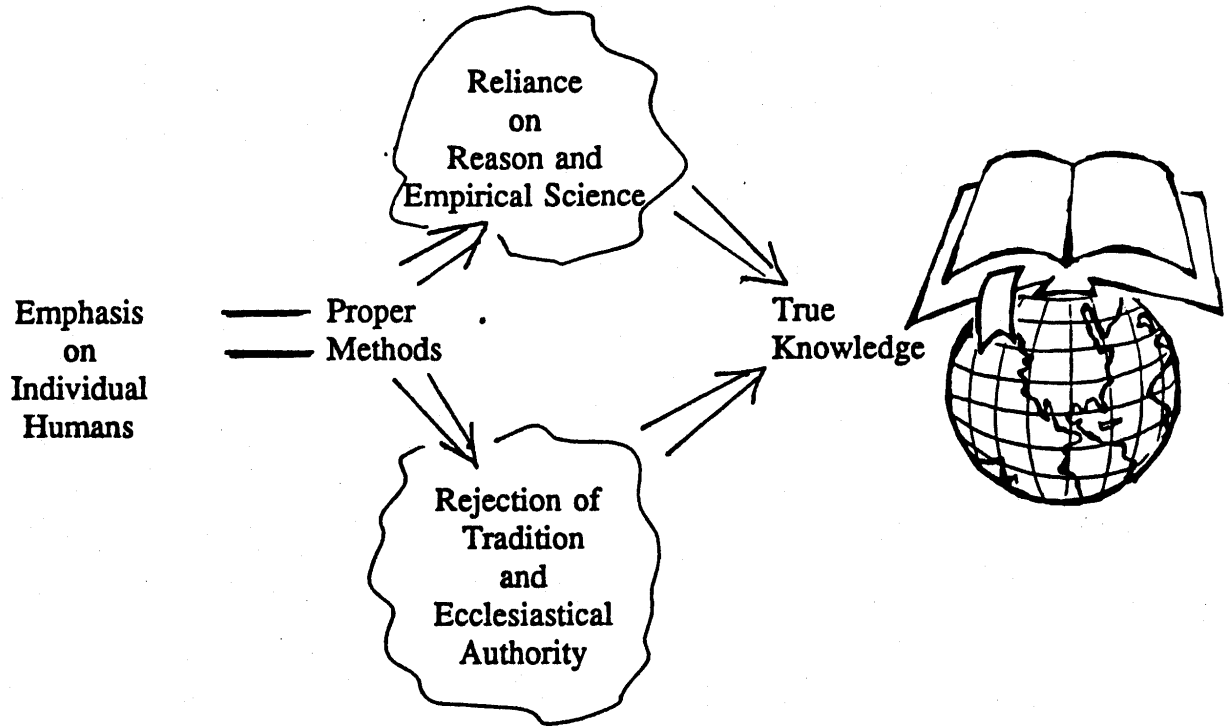 Reliance
on
Reason and
Empirical Science
Emphasis
on
Individual
Humans
Proper
Methods
True
Knowledge
Rejection of
Tradition
and
Ecclesiastical
Authority